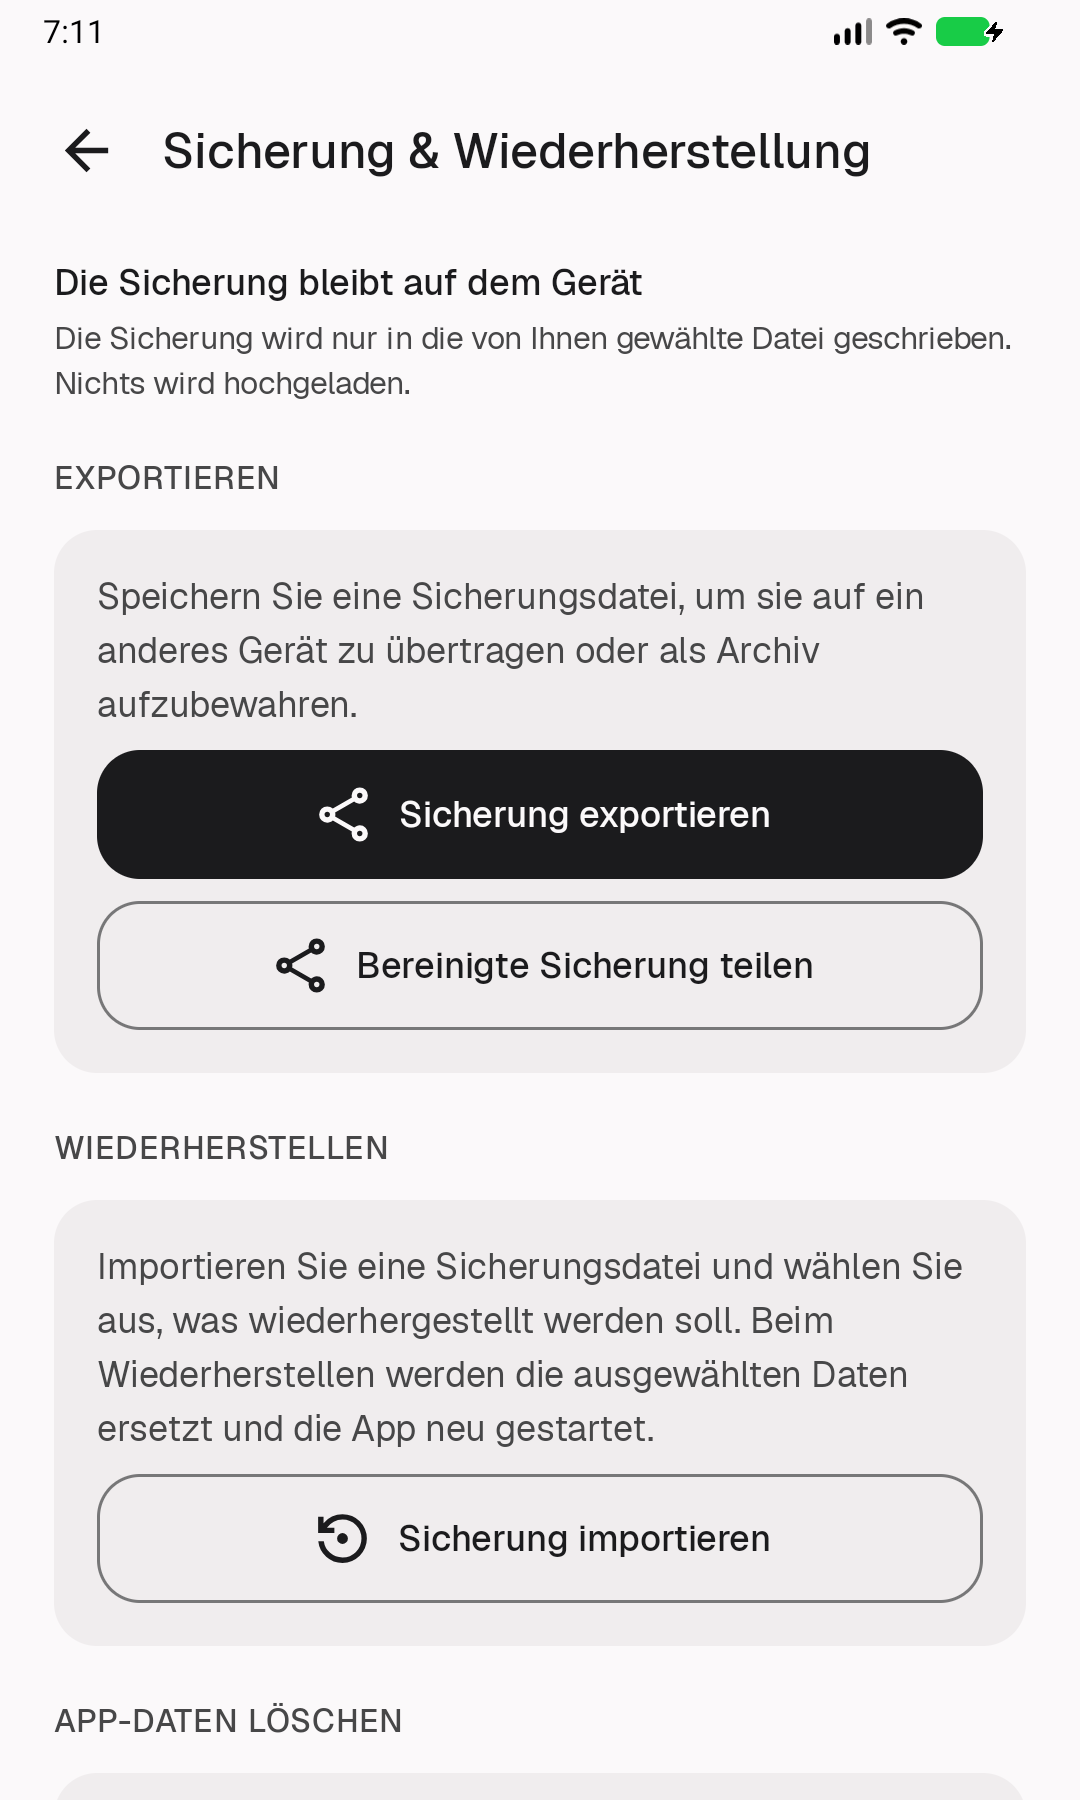 7:11
Sicherung & Wiederherstellung
Die Sicherung bleibt auf dem Gerät
Die Sicherung wird nur in die von Ihnen gewählte Datei geschrieben.
Nichts wird hochgeladen.
EXPORTIEREN
Speichern Sie eine Sicherungsdatei, um sie auf ein
anderes Gerät zu übertragen oder als Archiv
aufzubewahren.
Sicherung exportieren
Bereinigte Sicherung teilen
WIEDERHERSTELLEN
Importieren Sie eine Sicherungsdatei und wählen Sie
aus, was wiederhergestellt werden soll. Beim
Wiederherstellen werden die ausgewählten Daten
ersetzt und die App neu gestartet.
Sicherung importieren
APP-DATEN LÖSCHEN